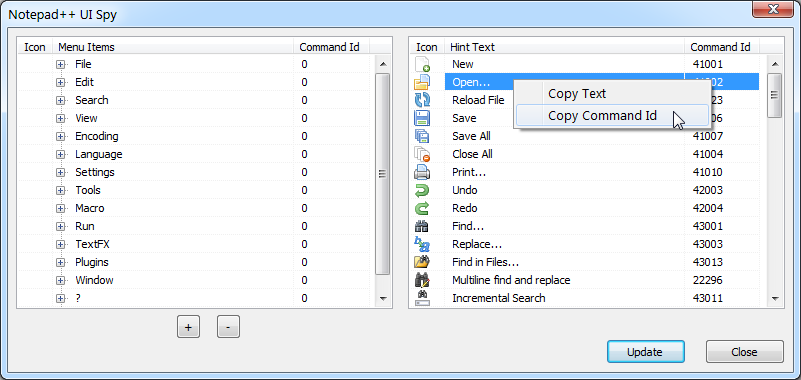 Notepad++ UI Spy
Icon Menu Items Command Id
File 0
Edit 0
Search 0
View 0
Encoding 0
Language 0
Settings 0
Tools 0
Macro 0
Run 0
TextFX 0
Plugins 0
Window 0
? 0
+ -
Icon Hint Text Command Id
New 41001
Open... 02
Reload File 23
Save 06
Save All 07
Close All 41004
Print... 41010
Undo 42003
Redo 42004
Find... 43001
Replace... 43003
Find in Files... 43013
Multiline find and replace 22296
Incremental Search 43011
Copy Text
Copy Command Id
Update Close